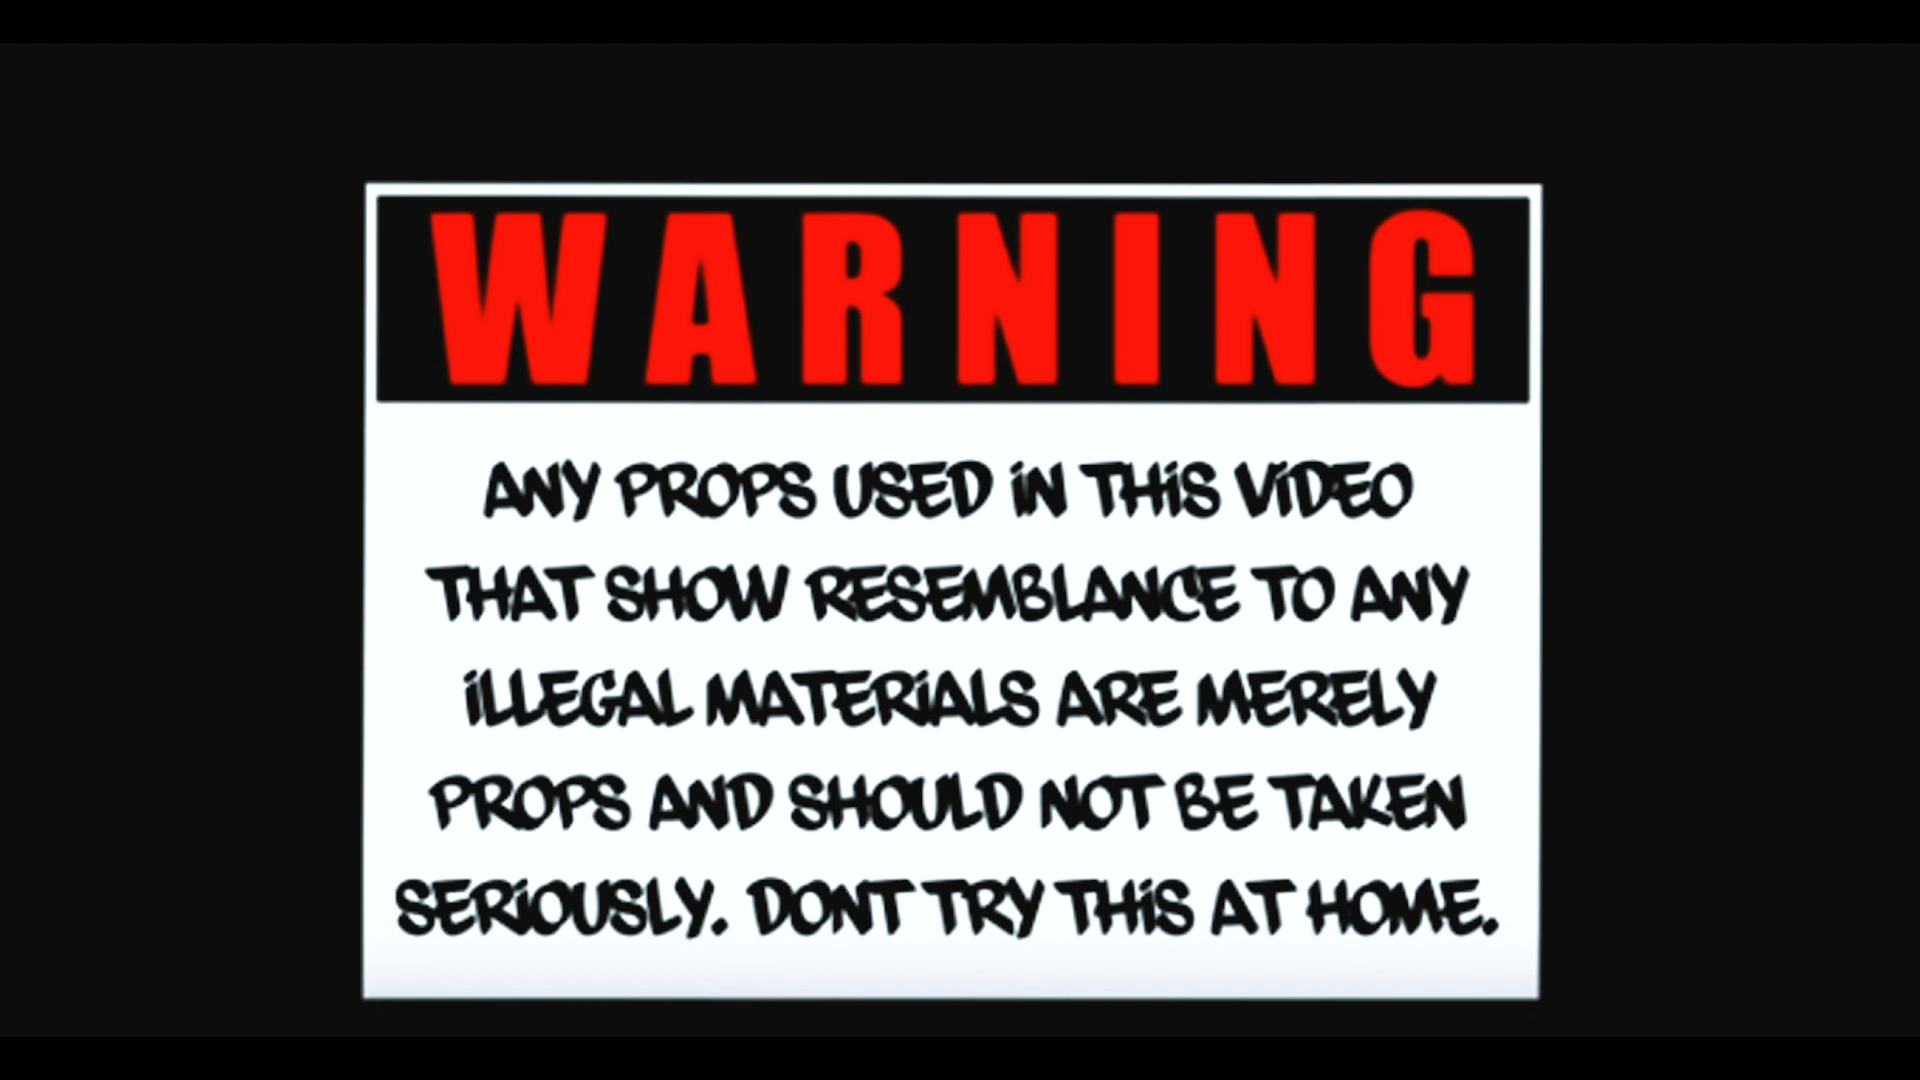 WARNING
ANY PROPS USED iN THiS ViDEO
THAT SHOW RESEMBLANCE TO ANY
iLLEGAL MATERiALS ARE MERELY
PROPS AND SHOULD NOT BE TAKEN
SERiOUSLY. DONT TRY THiS AT HOME.